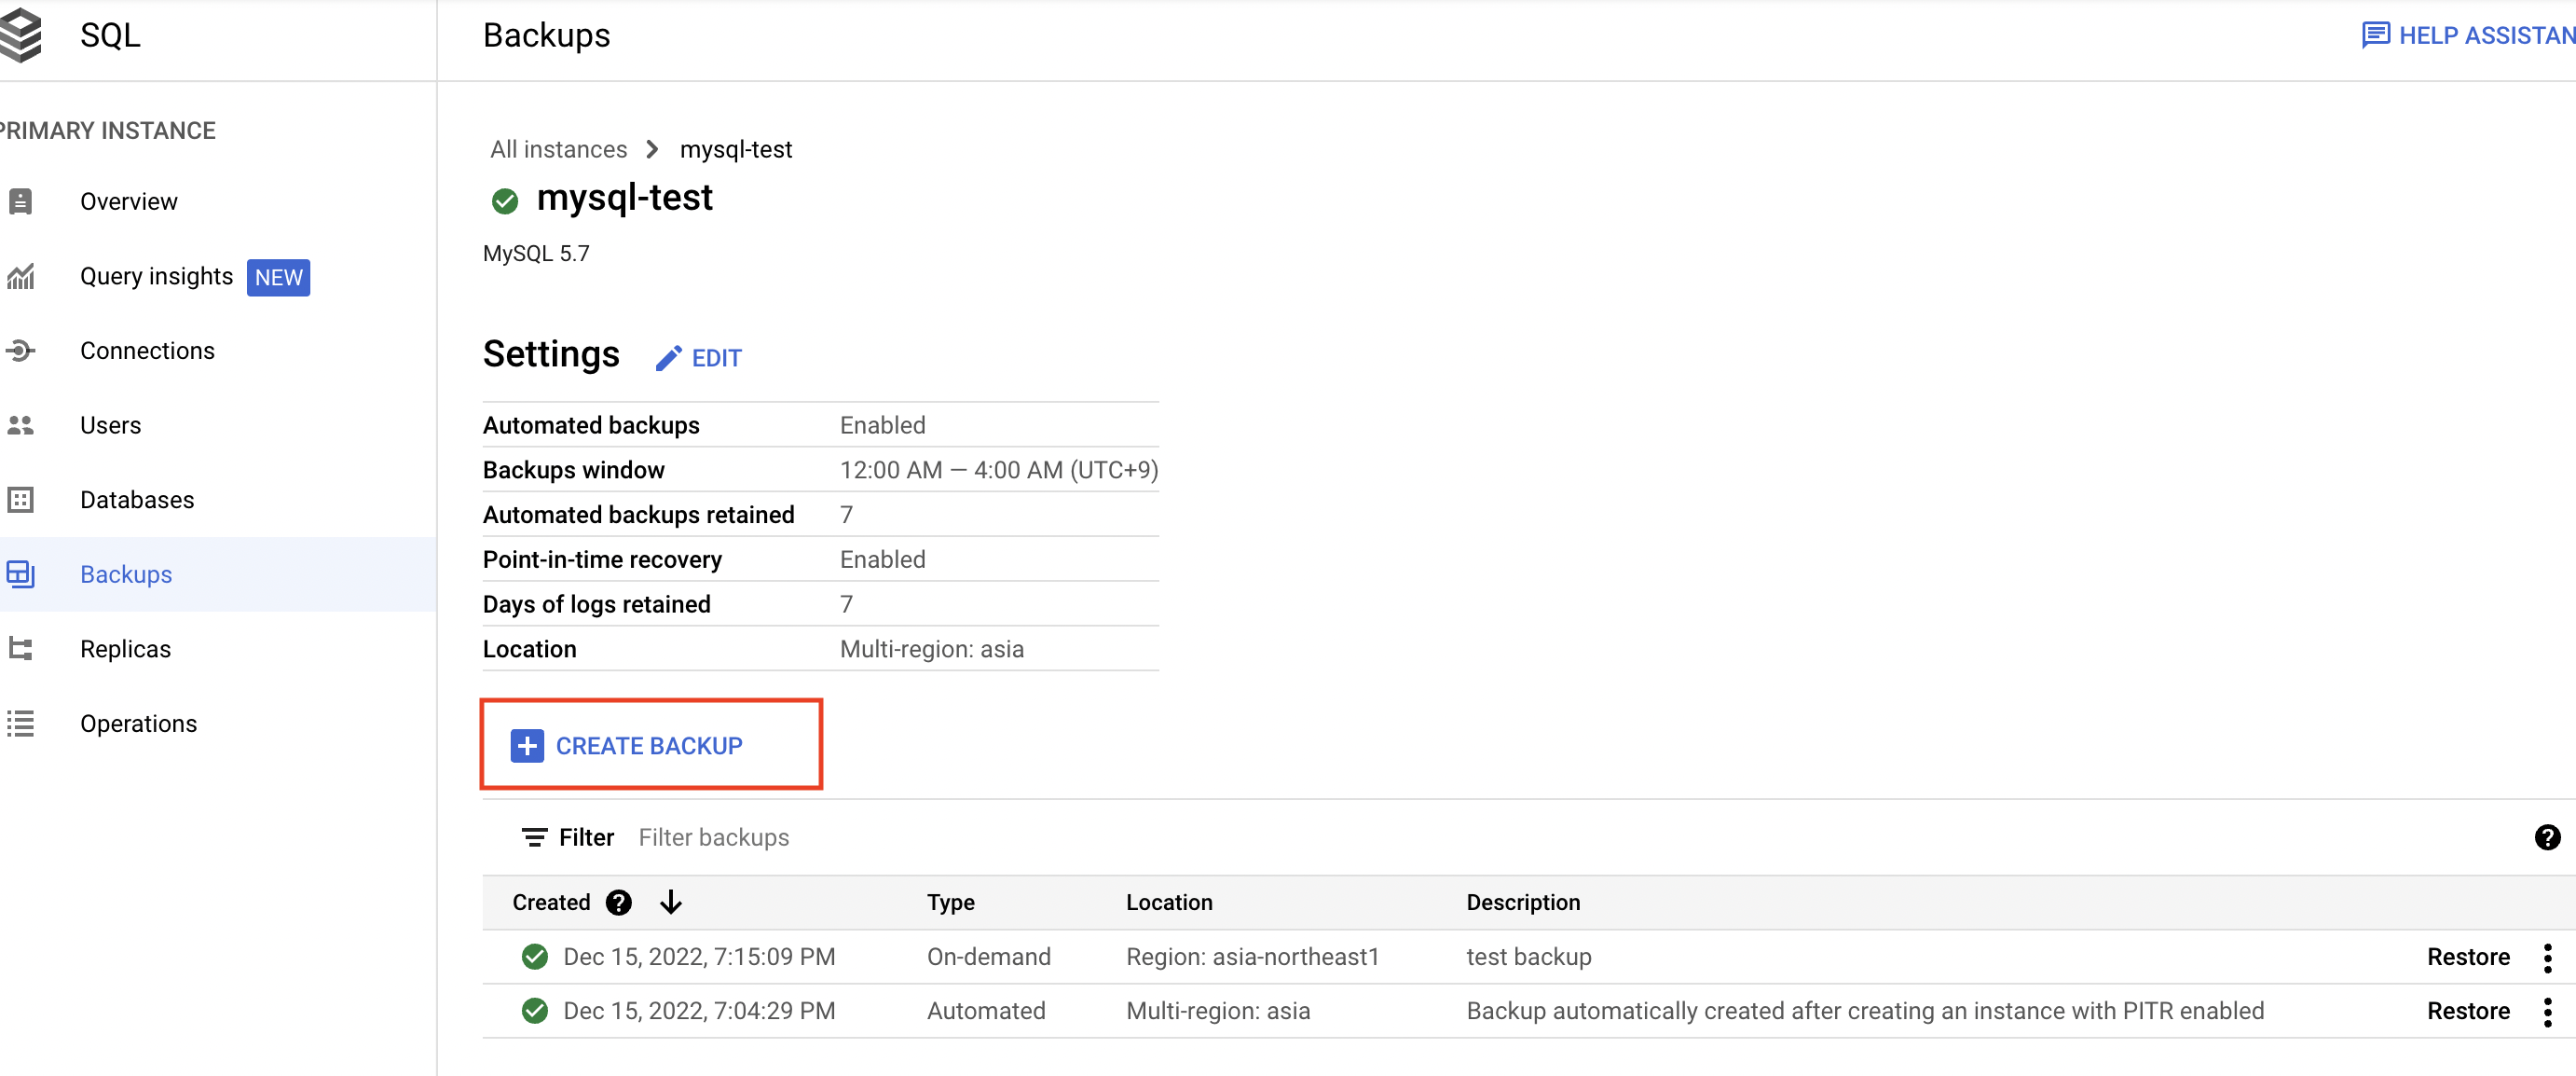 SQL
Backups
HELP ASSISTAN
PRIMARY INSTANCE
Overview
Query insights NEW
Connections
Users
Databases
Backups
Replicas
Operations
All instances > mysql-test
mysql-test
MySQL 5.7
Settings EDIT
Automated backups Enabled
Backups window 12:00 AM — 4:00 AM (UTC+9)
Automated backups retained 7
Point-in-time recovery Enabled
Days of logs retained 7
Location Multi-region: asia
CREATE BACKUP
Filter Filter backups
Created Type Location Description
Dec 15, 2022, 7:15:09 PM On-demand Region: asia-northeast1 test backup Restore
Dec 15, 2022, 7:04:29 PM Automated Multi-region: asia Backup automatically created after creating an instance with PITR enabled Restore